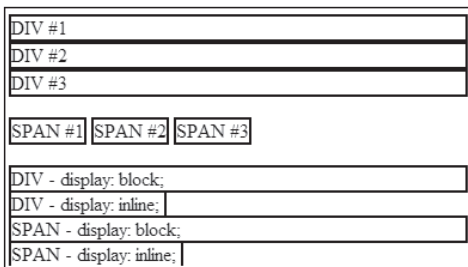 DIV #1
DIV #2
DIV #3
SPAN #1 SPAN #2 SPAN #3
DIV - display: block;
DIV - display: inline;
SPAN - display: block;
SPAN - display: inline;